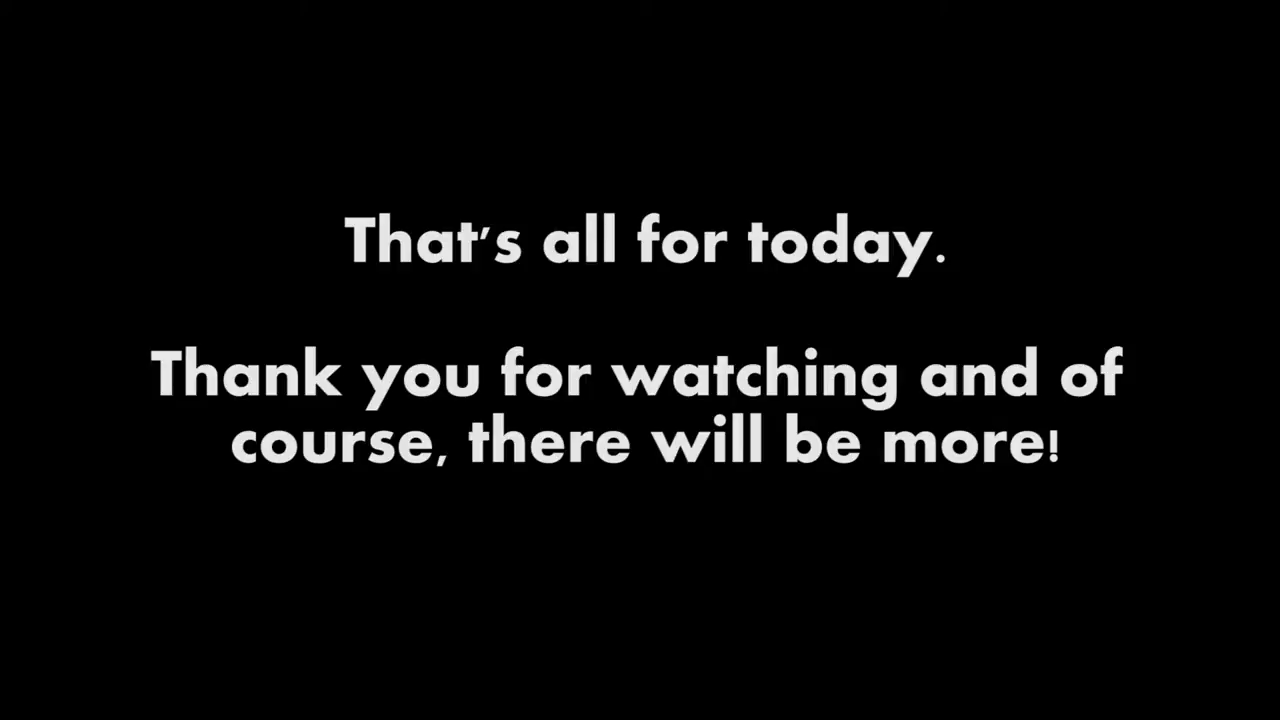 That's all for today.
Thank you for watching and of
course, there will be more!